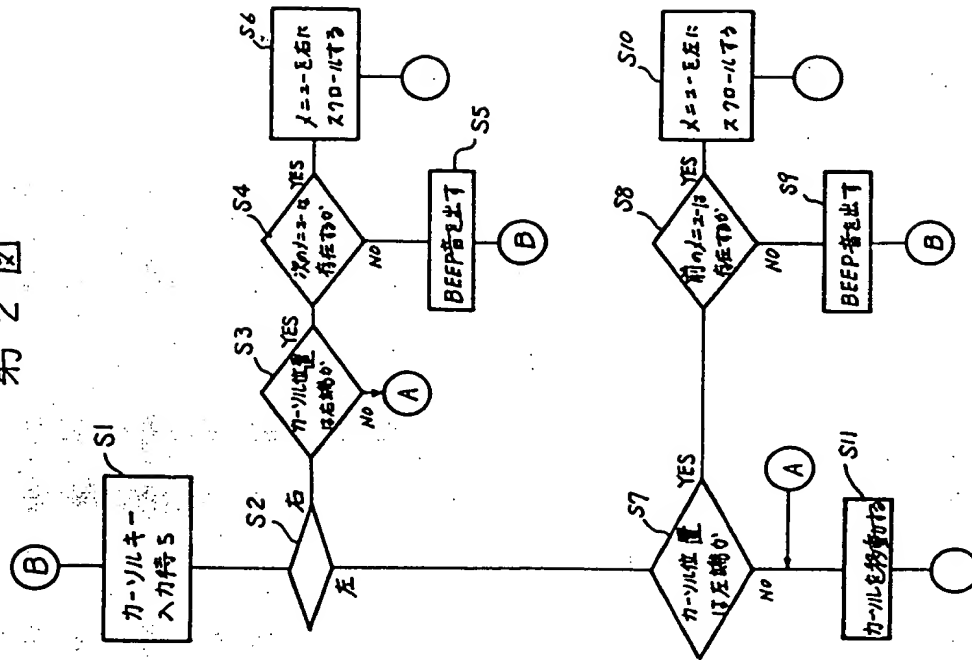 第2図
B
S1
カーソルキー
入力待ち
S2
右
左
S3
カーソル位置
は右端か
YES
NO
A
S4
次のメニューは
存在するか
YES
NO
S5
BEEP音を出す
B
S6
メニューを右に
スクロールする
S7
カーソル位置
は左端か
YES
NO
A
S8
前のメニューは
存在するか
YES
NO
S9
BEEP音を出す
B
S10
メニューを左に
スクロールする
S11
カーソルを移動する